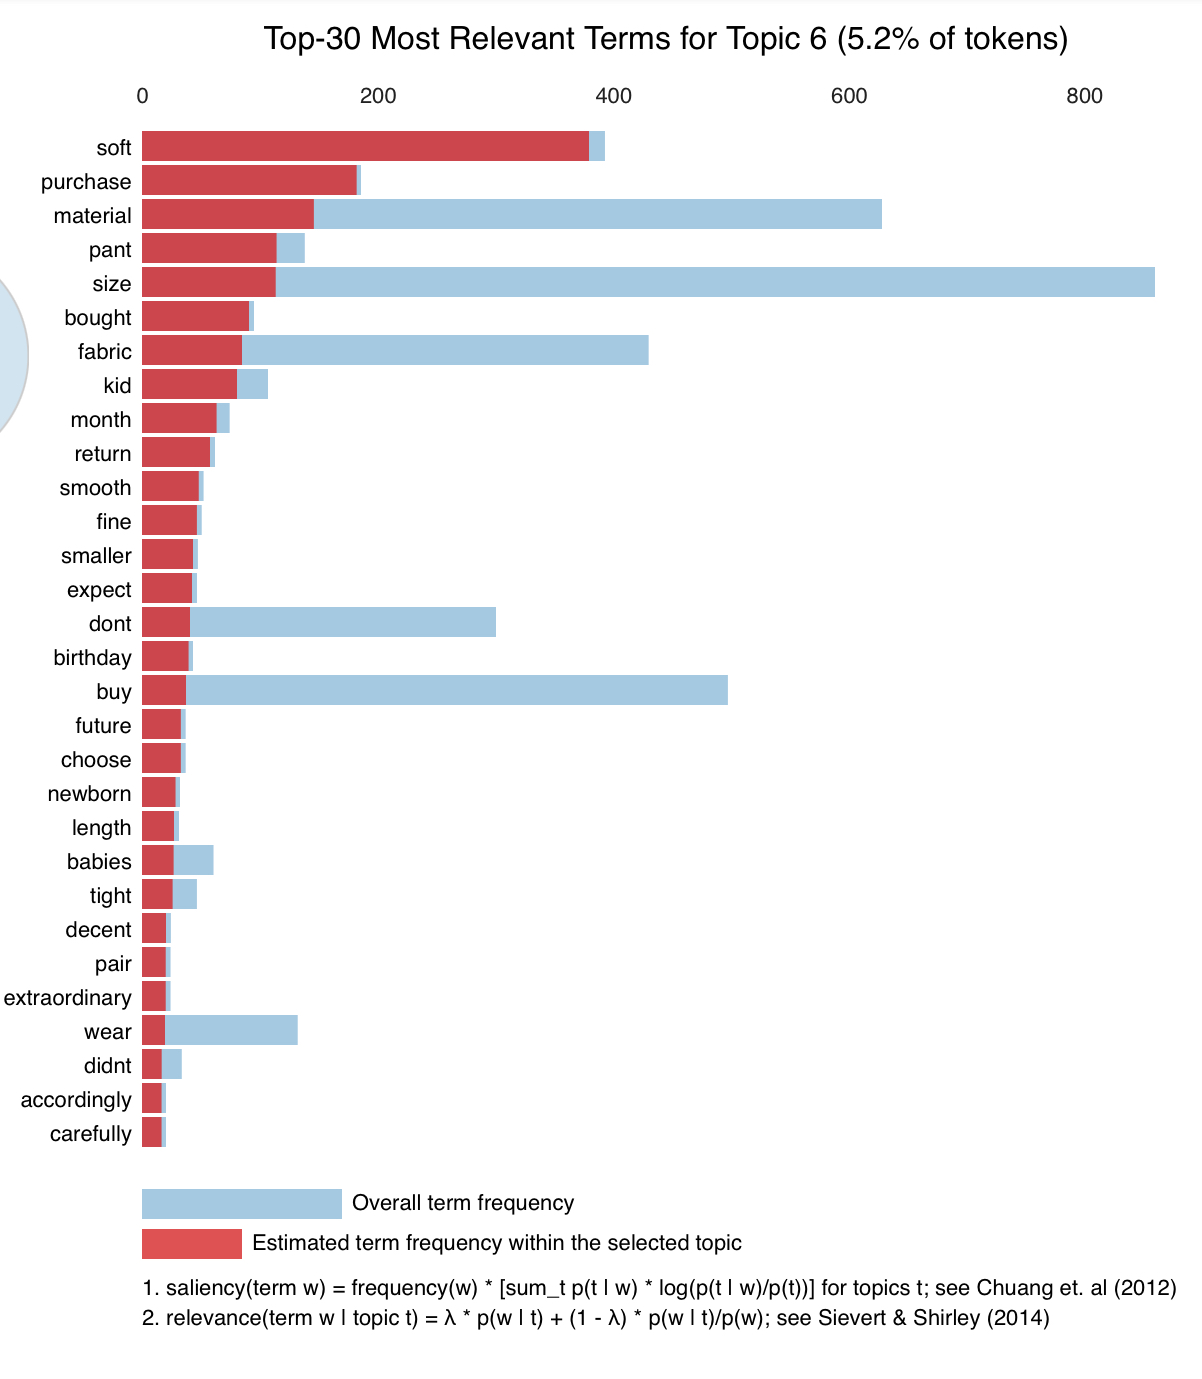 Top-30 Most Relevant Terms for Topic 6 (5.2% of tokens)
0 200 400 600 800
soft
purchase
material
pant
size
bought
fabric
kid
month
return
smooth
fine
smaller
expect
dont
birthday
buy
future
choose
newborn
length
babies
tight
decent
pair
extraordinary
wear
didnt
accordingly
carefully
Overall term frequency
Estimated term frequency within the selected topic
1. saliency(term w) = frequency(w) * [sum_t p(t | w) * log(p(t | w)/p(t))] for topics t; see Chuang et. al (2012)
2. relevance(term w | topic t) = λ * p(w | t) + (1 - λ) * p(w | t)/p(w); see Sievert & Shirley (2014)